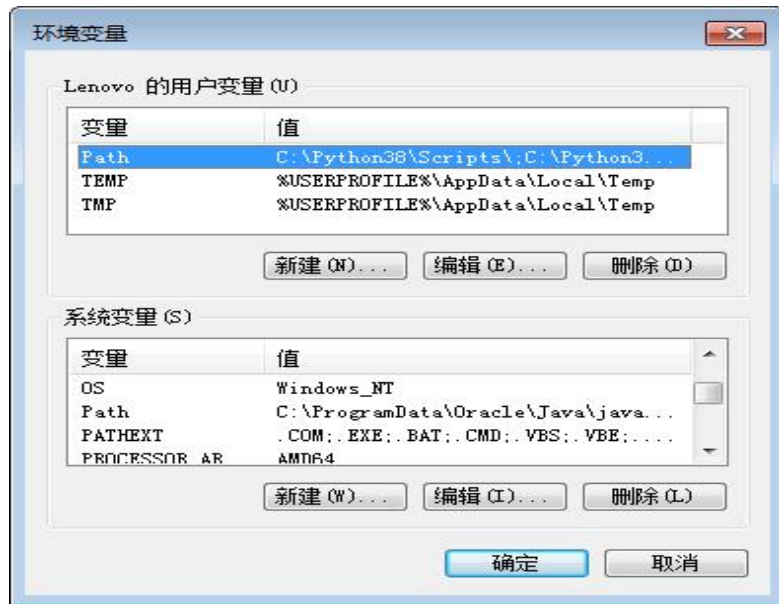 环境变量
Lenovo 的用户变量(U)
变量 值
Path C:\Python38\Scripts\;C:\Python3...
TEMP %USERPROFILE%\AppData\Local\Temp
TMP %USERPROFILE%\AppData\Local\Temp
新建(N)... 编辑(E)... 删除(D)
系统变量(S)
变量 值
OS Windows_NT
Path C:\ProgramData\Oracle\Java\java...
PATHEXT .COM;.EXE;.BAT;.CMD;.VBS;.VBE;....
PROCESSOR_AR AMD64
新建(W)... 编辑(I)... 删除(L)
确定 取消